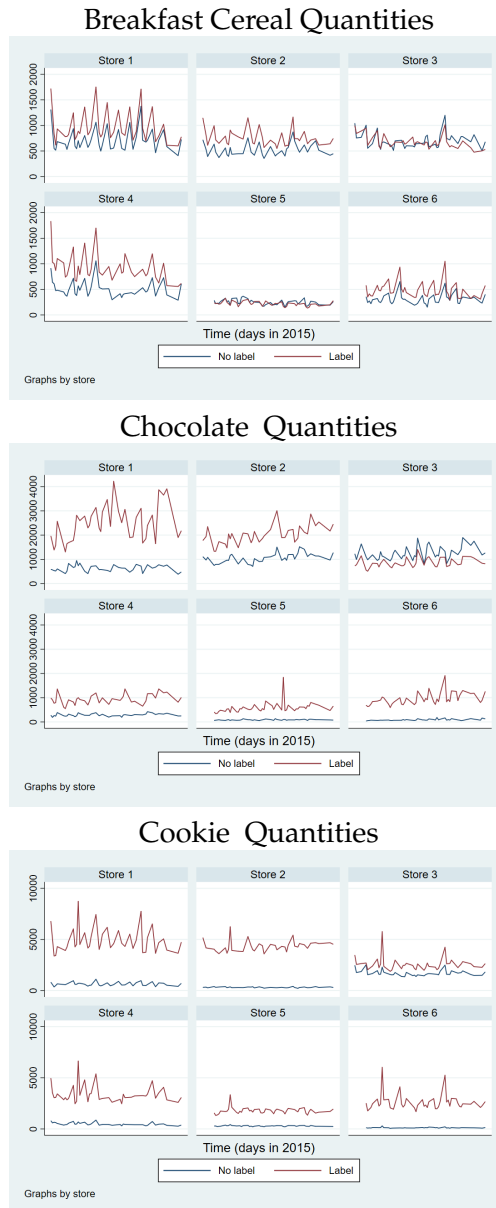 Breakfast Cereal Quantities
Store 1 Store 2 Store 3
2000
1500
1000
500
0
Store 4 Store 5 Store 6
2000
1500
1000
500
0
Time (days in 2015)
No label Label
Graphs by store
Chocolate Quantities
Store 1 Store 2 Store 3
4000
3000
2000
1000
0
Store 4 Store 5 Store 6
4000
3000
2000
1000
0
Time (days in 2015)
No label Label
Graphs by store
Cookie Quantities
Store 1 Store 2 Store 3
10000
5000
0
Store 4 Store 5 Store 6
10000
5000
0
Time (days in 2015)
No label Label
Graphs by store